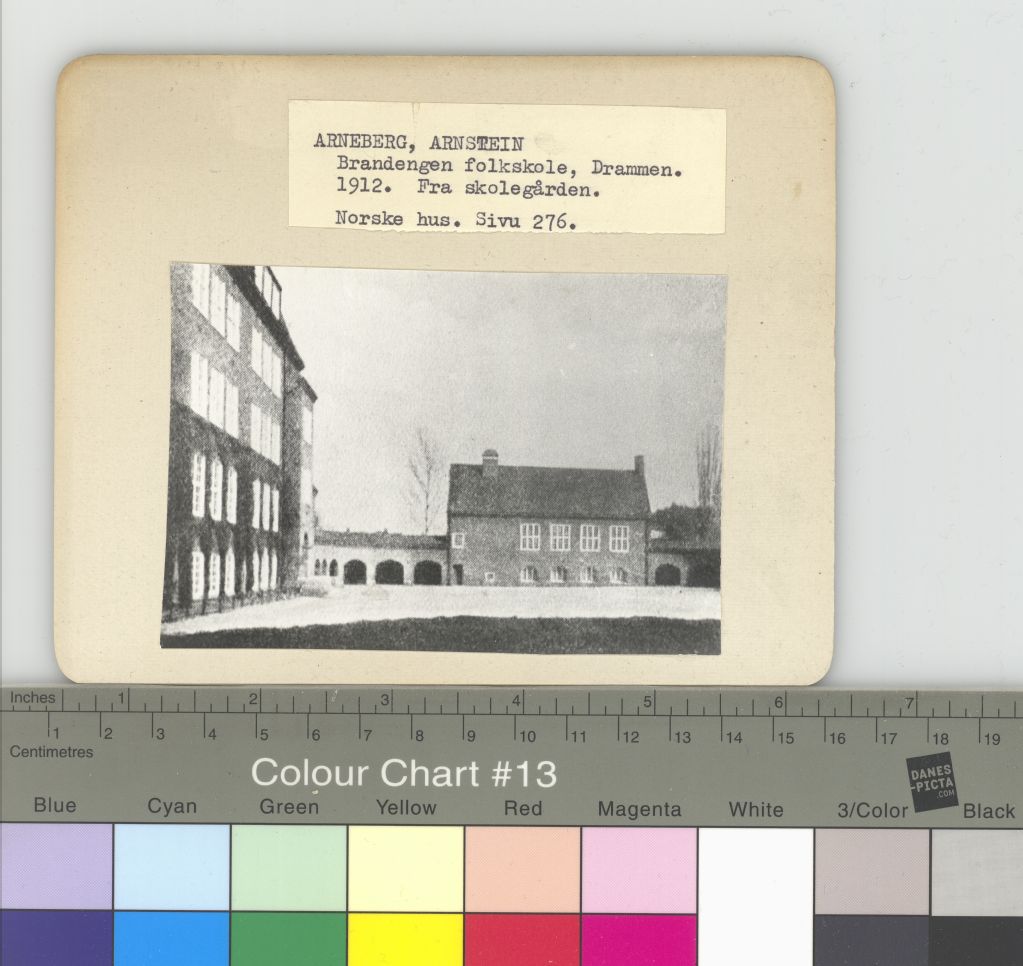 ARNEBERG, ARNSTEIN
Brandengen folkskole, Drammen.
1912. Fra skolegården.
Norske hus. Sivu 276.
Inches 1 2 3 4 5 6 7
1 2 3 4 5 6 7 8 9 10 11 12 13 14 15 16 17 18 19
Centimetres
Colour Chart #13
DANES
-PICTA
.COM
Blue Cyan Green Yellow Red Magenta White 3/Color Black